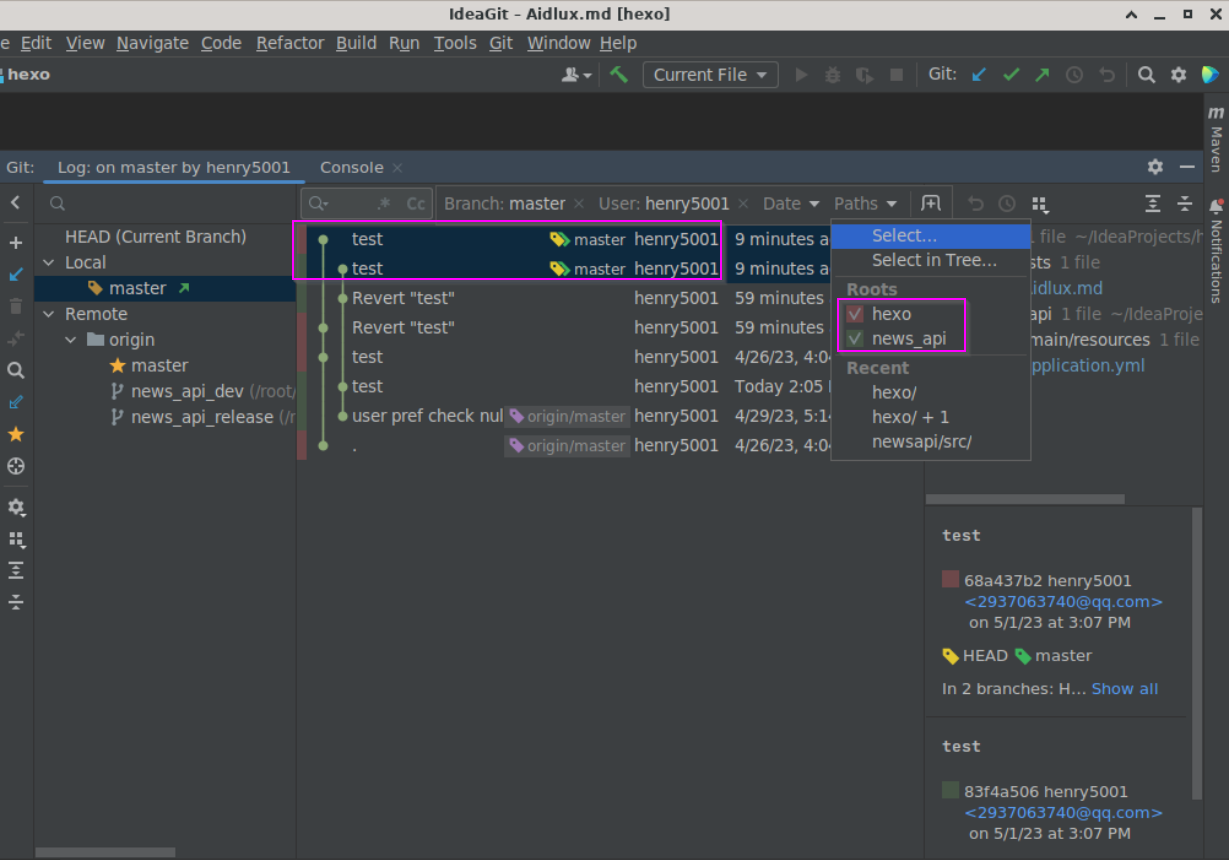 IdeaGit – Aidlux.md [hexo]
e Edit View Navigate Code Refactor Build Run Tools Git Window Help
hexo
Current File
Git:
m
Maven
Notifications
Git: Log: on master by henry5001 Console
.* Cc Branch: master User: henry5001 Date Paths
HEAD (Current Branch)
Local
master
Remote
origin
master
news_api_dev (/root/
news_api_release (/r
test master henry5001 9 minutes a
test master henry5001 9 minutes a
Revert "test" henry5001 59 minutes
Revert "test" henry5001 59 minutes
test henry5001 4/26/23, 4:04
test henry5001 Today 2:05
user pref check nul origin/master henry5001 4/29/23, 5:14
. origin/master henry5001 4/26/23, 4:04
Select...
Select in Tree...
Roots
hexo
news_api
Recent
hexo/
hexo/ + 1
newsapi/src/
1 file ~/IdeaProjects/h
sts 1 file
Aidlux.md
api 1 file ~/IdeaProje
main/resources 1 file
application.yml
test
68a437b2 henry5001
<2937063740@qq.com>
on 5/1/23 at 3:07 PM
HEAD master
In 2 branches: H... Show all
test
83f4a506 henry5001
<2937063740@qq.com>
on 5/1/23 at 3:07 PM